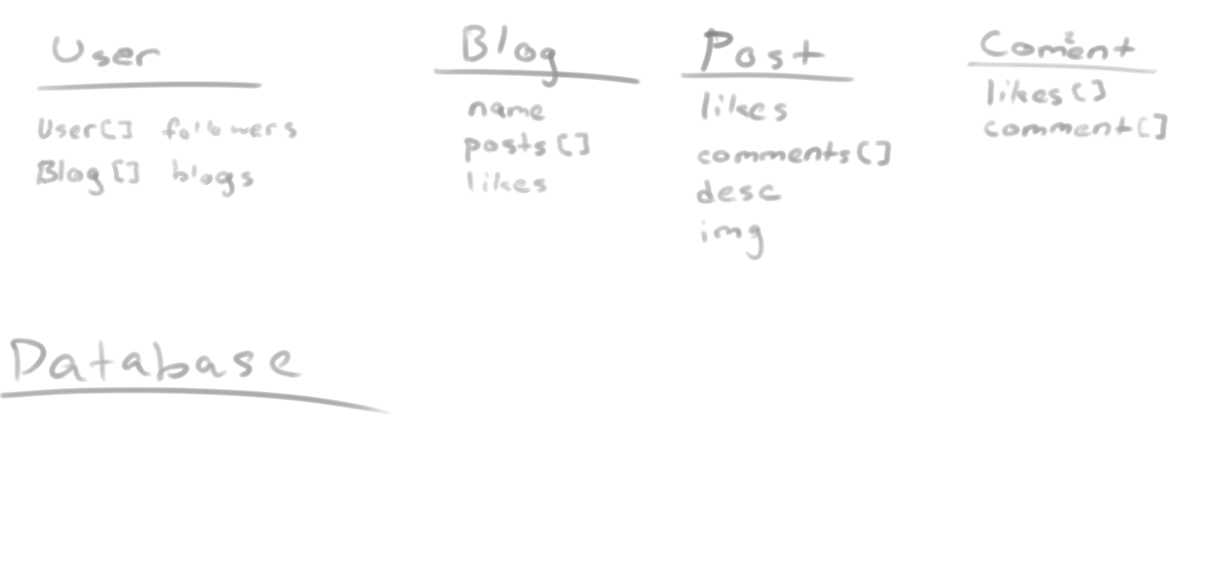 User
User[] followers
Blog[] blogs
Blog
name
posts[]
likes
Post
likes
comments[]
desc
img
Coment
likes[]
comment[]
Database